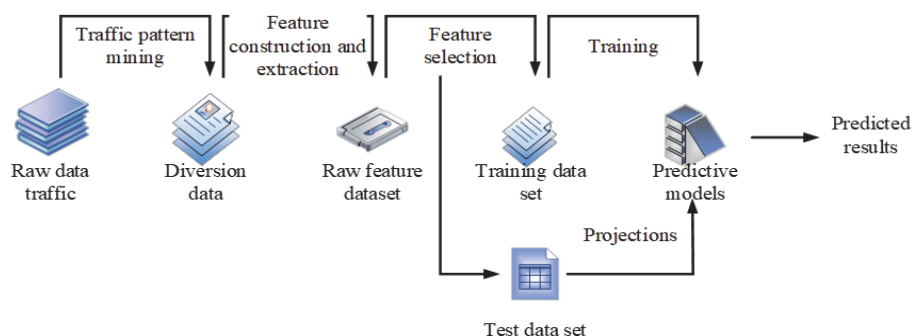 Traffic pattern
mining
Feature
construction and
extraction
Feature
selection
Training
Raw data
traffic
Diversion
data
Raw feature
dataset
Training data
set
Predictive
models
Predicted
results
Projections
Test data set